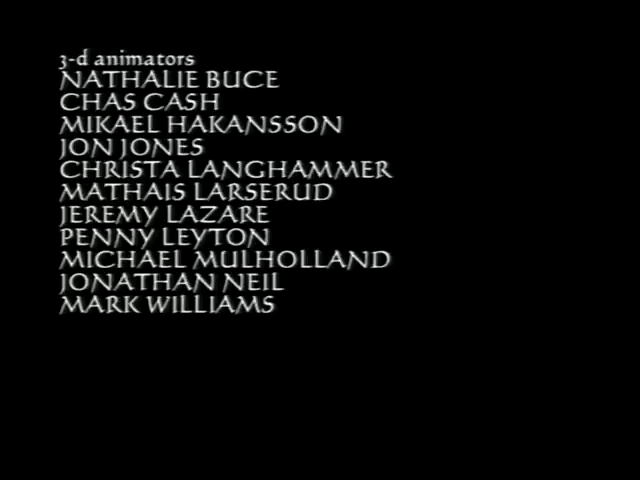 3-d animators
NATHALIE BUCE
CHAS CASH
MIKAEL HAKANSSON
JON JONES
CHRISTA LANGHAMMER
MATHAIS LARSERUD
JEREMY LAZARE
PENNY LEYTON
MICHAEL MULHOLLAND
JONATHAN NEIL
MARK WILLIAMS